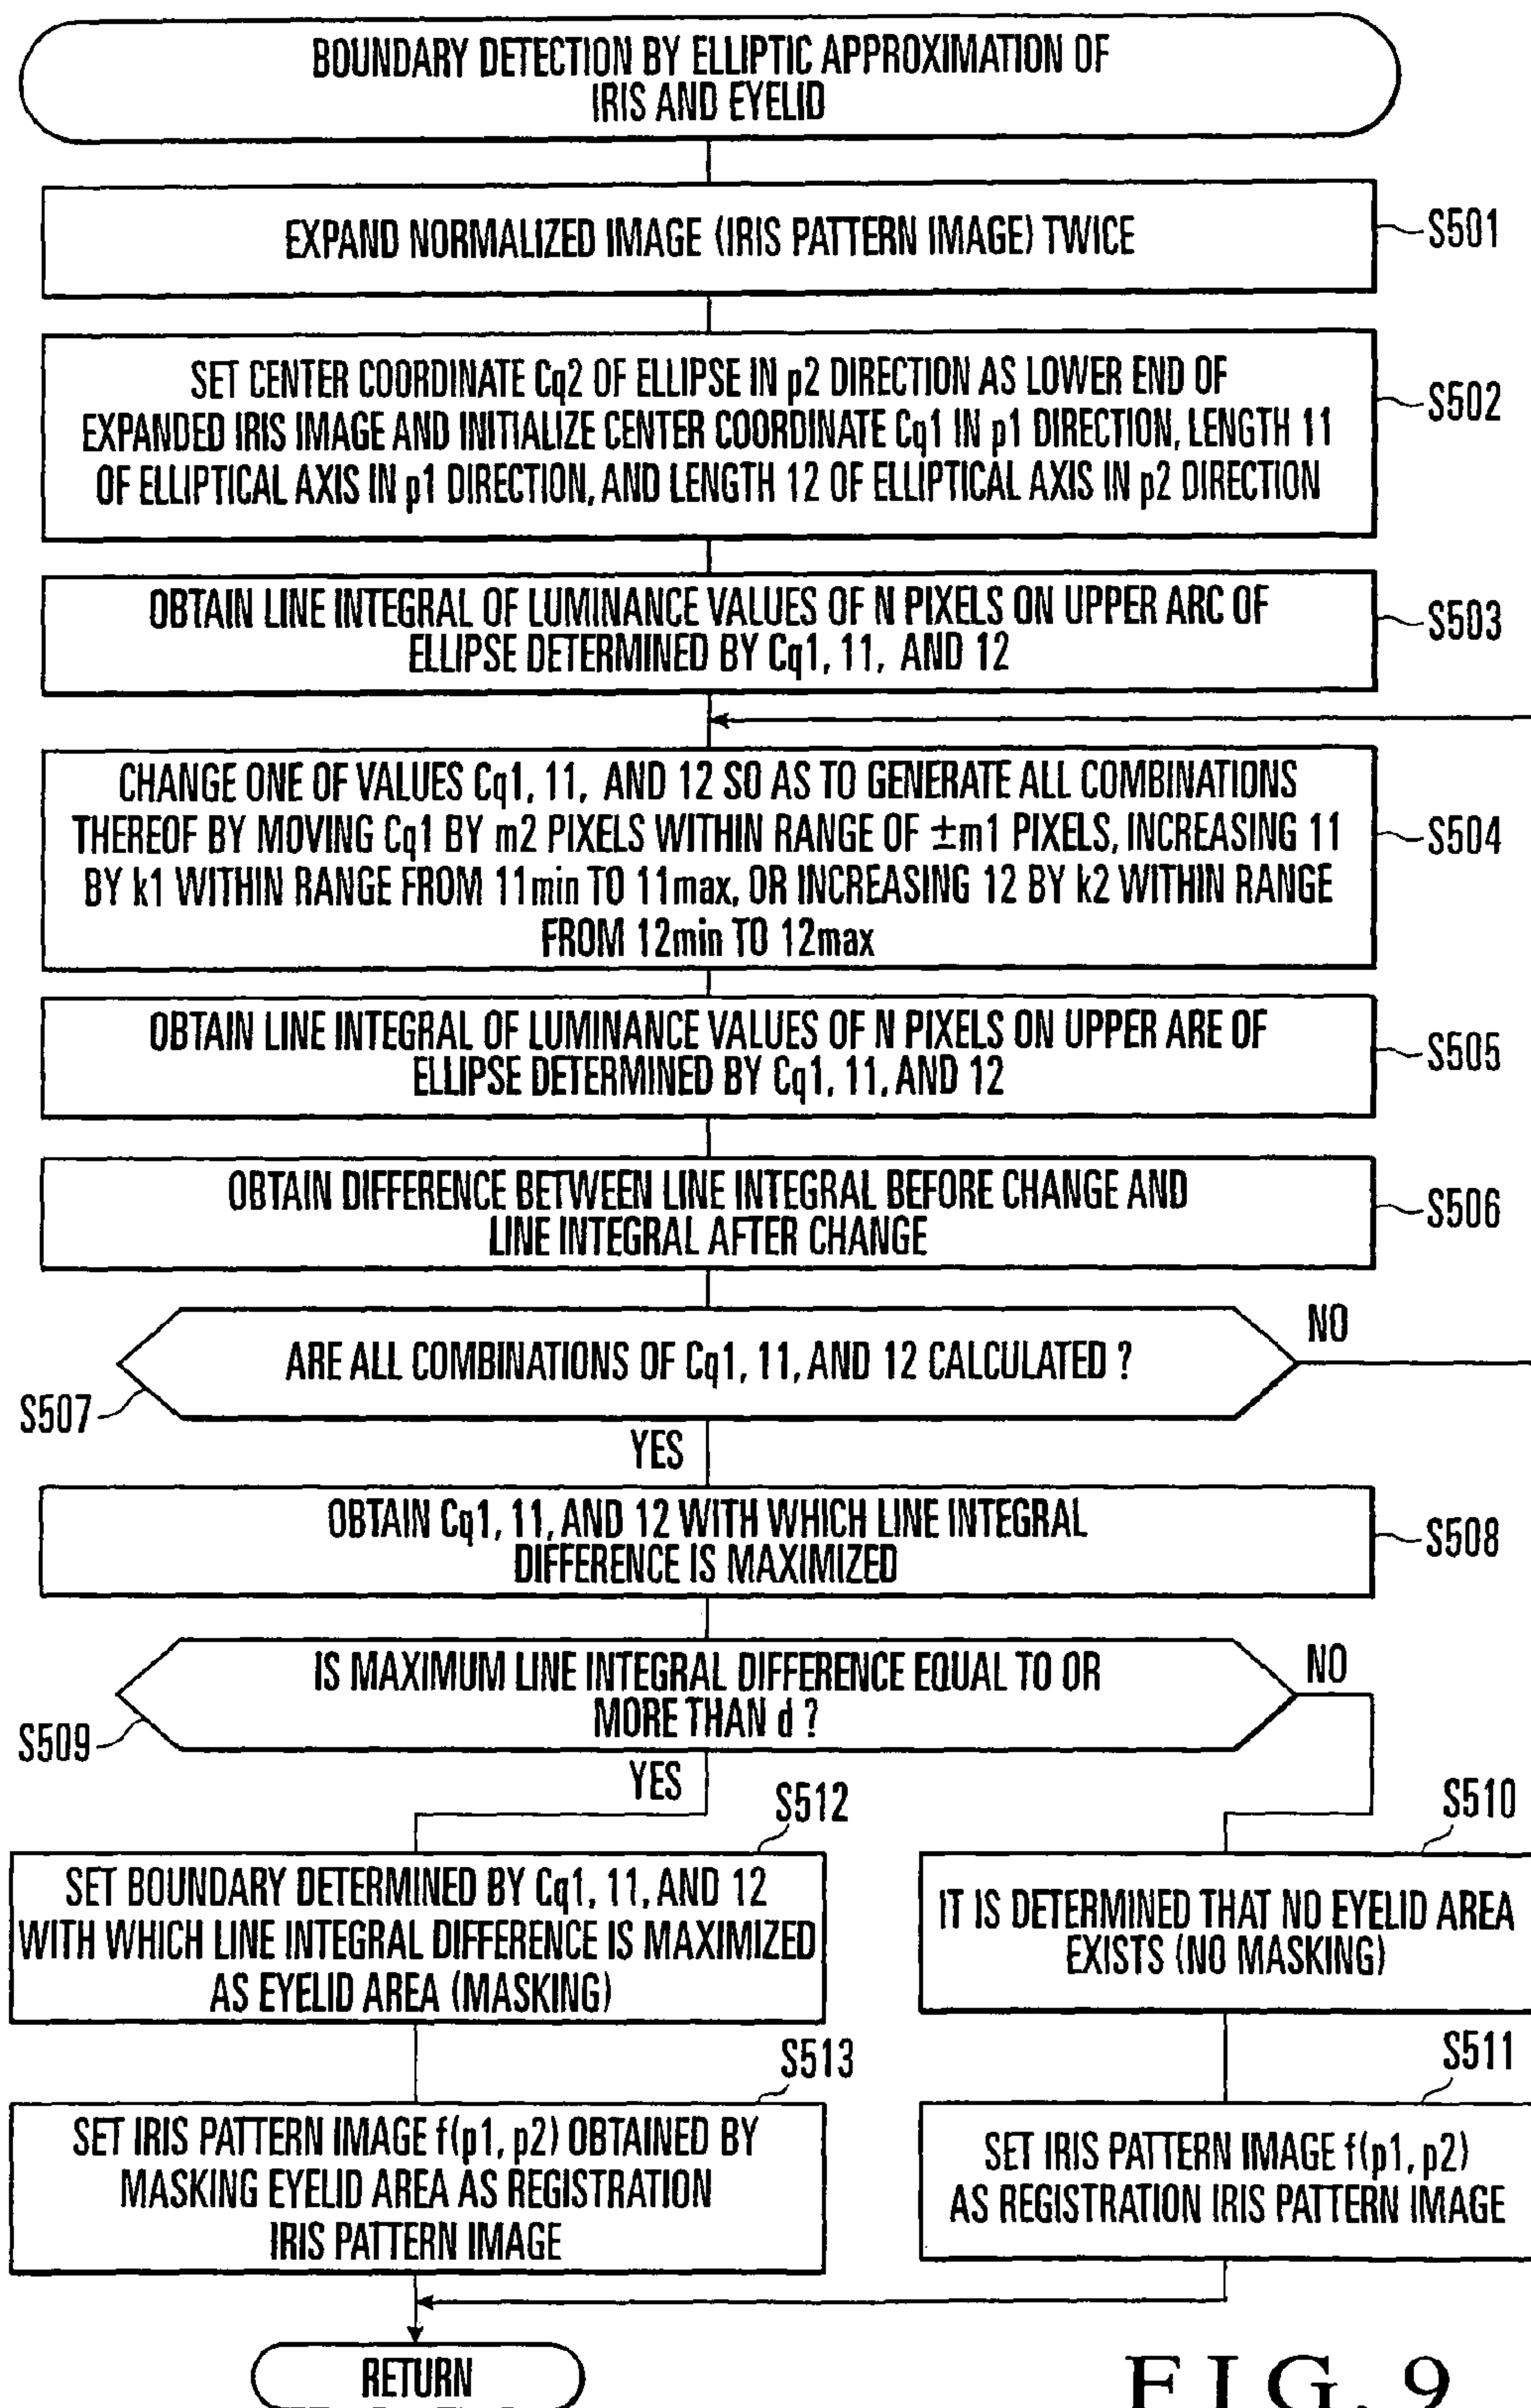 BOUNDARY DETECTION BY ELLIPTIC APPROXIMATION OF
IRIS AND EYELID
EXPAND NORMALIZED IMAGE (IRIS PATTERN IMAGE) TWICE
S501
SET CENTER COORDINATE Cq2 OF ELLIPSE IN p2 DIRECTION AS LOWER END OF
EXPANDED IRIS IMAGE AND INITIALIZE CENTER COORDINATE Cq1 IN p1 DIRECTION, LENGTH 11
OF ELLIPTICAL AXIS IN p1 DIRECTION, AND LENGTH 12 OF ELLIPTICAL AXIS IN p2 DIRECTION
S502
OBTAIN LINE INTEGRAL OF LUMINANCE VALUES OF N PIXELS ON UPPER ARC OF
ELLIPSE DETERMINED BY Cq1, 11, AND 12
S503
CHANGE ONE OF VALUES Cq1, 11, AND 12 SO AS TO GENERATE ALL COMBINATIONS
THEREOF BY MOVING Cq1 BY m2 PIXELS WITHIN RANGE OF ±m1 PIXELS, INCREASING 11
BY k1 WITHIN RANGE FROM 11min TO 11max, OR INCREASING 12 BY k2 WITHIN RANGE
FROM 12min TO 12max
S504
OBTAIN LINE INTEGRAL OF LUMINANCE VALUES OF N PIXELS ON UPPER ARE OF
ELLIPSE DETERMINED BY Cq1, 11, AND 12
S505
OBTAIN DIFFERENCE BETWEEN LINE INTEGRAL BEFORE CHANGE AND
LINE INTEGRAL AFTER CHANGE
S506
ARE ALL COMBINATIONS OF Cq1, 11, AND 12 CALCULATED ?
NO
S507
YES
OBTAIN Cq1, 11, AND 12 WITH WHICH LINE INTEGRAL
DIFFERENCE IS MAXIMIZED
S508
IS MAXIMUM LINE INTEGRAL DIFFERENCE EQUAL TO OR
MORE THAN d ?
NO
S509
YES
S512
SET BOUNDARY DETERMINED BY Cq1, 11, AND 12
WITH WHICH LINE INTEGRAL DIFFERENCE IS MAXIMIZED
AS EYELID AREA (MASKING)
S510
IT IS DETERMINED THAT NO EYELID AREA
EXISTS (NO MASKING)
S513
SET IRIS PATTERN IMAGE f(p1, p2) OBTAINED BY
MASKING EYELID AREA AS REGISTRATION
IRIS PATTERN IMAGE
S511
SET IRIS PATTERN IMAGE f(p1, p2)
AS REGISTRATION IRIS PATTERN IMAGE
RETURN
FIG. 9